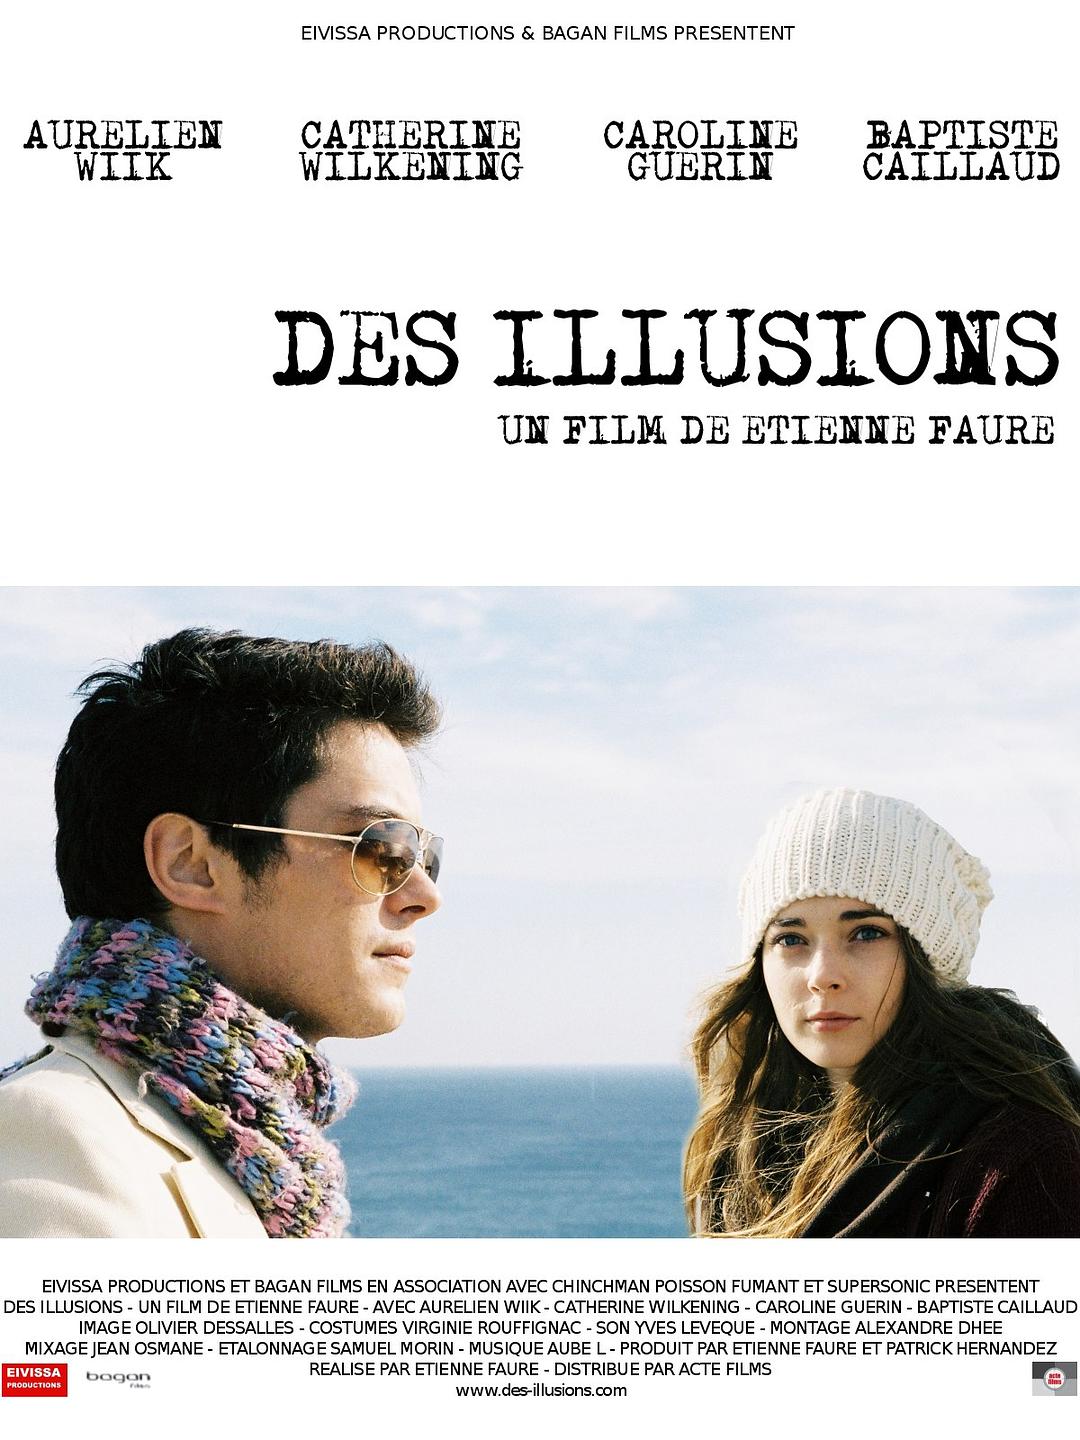 EIVISSA PRODUCTIONS & BAGAN FILMS PRESENTENT
AURELIEN WIIK
CATHERINE WILKENING
CAROLINE GUERIN
BAPTISTE CAILLAUD
DES ILLUSIONS
UN FILM DE ETIENNE FAURE
EIVISSA PRODUCTIONS ET BAGAN FILMS EN ASSOCIATION AVEC CHINCHMAN POISSON FUMANT ET SUPERSONIC PRESENTENT
DES ILLUSIONS - UN FILM DE ETIENNE FAURE - AVEC AURELIEN WIIK - CATHERINE WILKENING - CAROLINE GUERIN - BAPTISTE CAILLAUD
IMAGE OLIVIER DESSALLES - COSTUMES VIRGINIE ROUFFIGNAC - SON YVES LEVEQUE - MONTAGE ALEXANDRE DHEE
MIXAGE JEAN OSMANE - ETALONNAGE SAMUEL MORIN - MUSIQUE AUBE L - PRODUIT PAR ETIENNE FAURE ET PATRICK HERNANDEZ
REALISE PAR ETIENNE FAURE - DISTRIBUE PAR ACTE FILMS
www.des-illusions.com
EIVISSA
PRODUCTIONS
bagan
films
acte
films